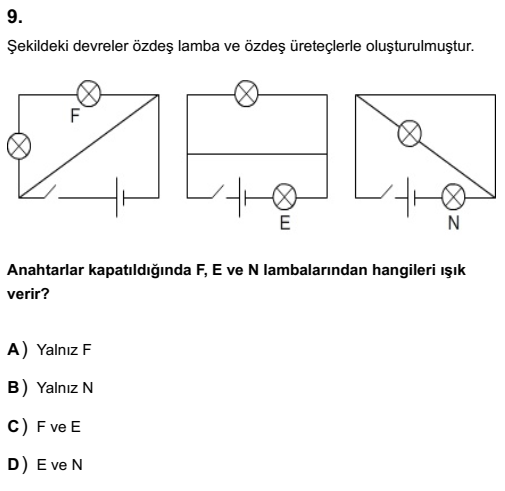 9.
Şekildeki devreler özdeş lamba ve özdeş üreteçlerle oluşturulmuştur.
F
E
N
Anahtarlar kapatıldığında F, E ve N lambalarından hangileri ışık
verir?
A) Yalnız F
B) Yalnız N
C) F ve E
D) E ve N